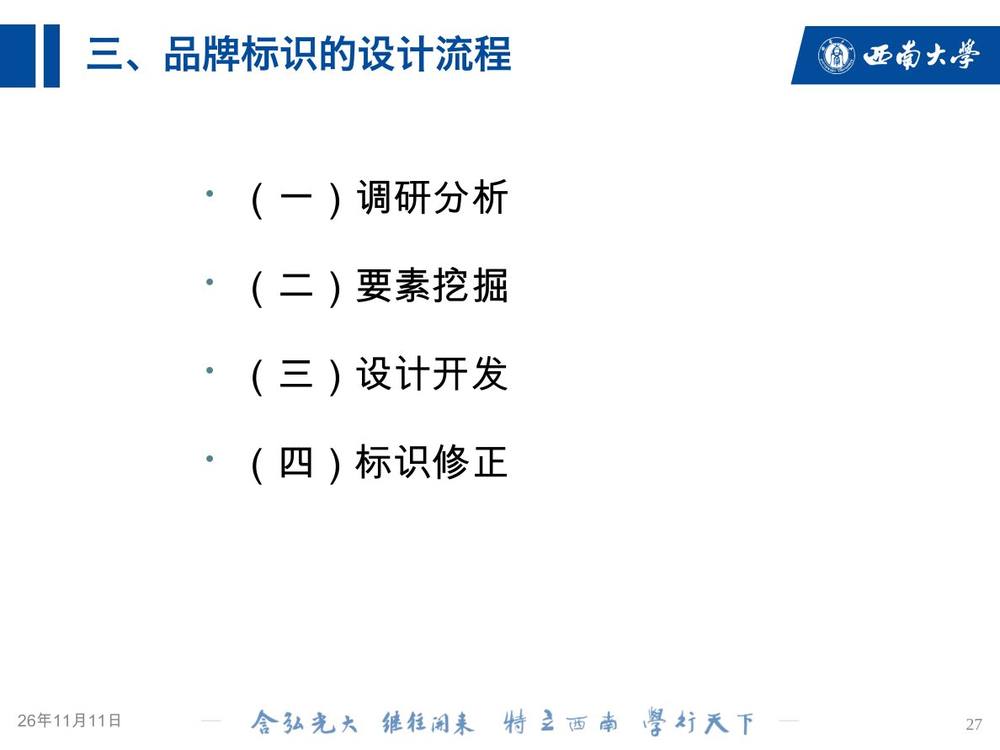 三、品牌标识的设计流程
西南大学
（一）调研分析
（二）要素挖掘
（三）设计开发
（四）标识修正
26年11月11日
含弘光大 继往开来 特立西南 學行天下
27